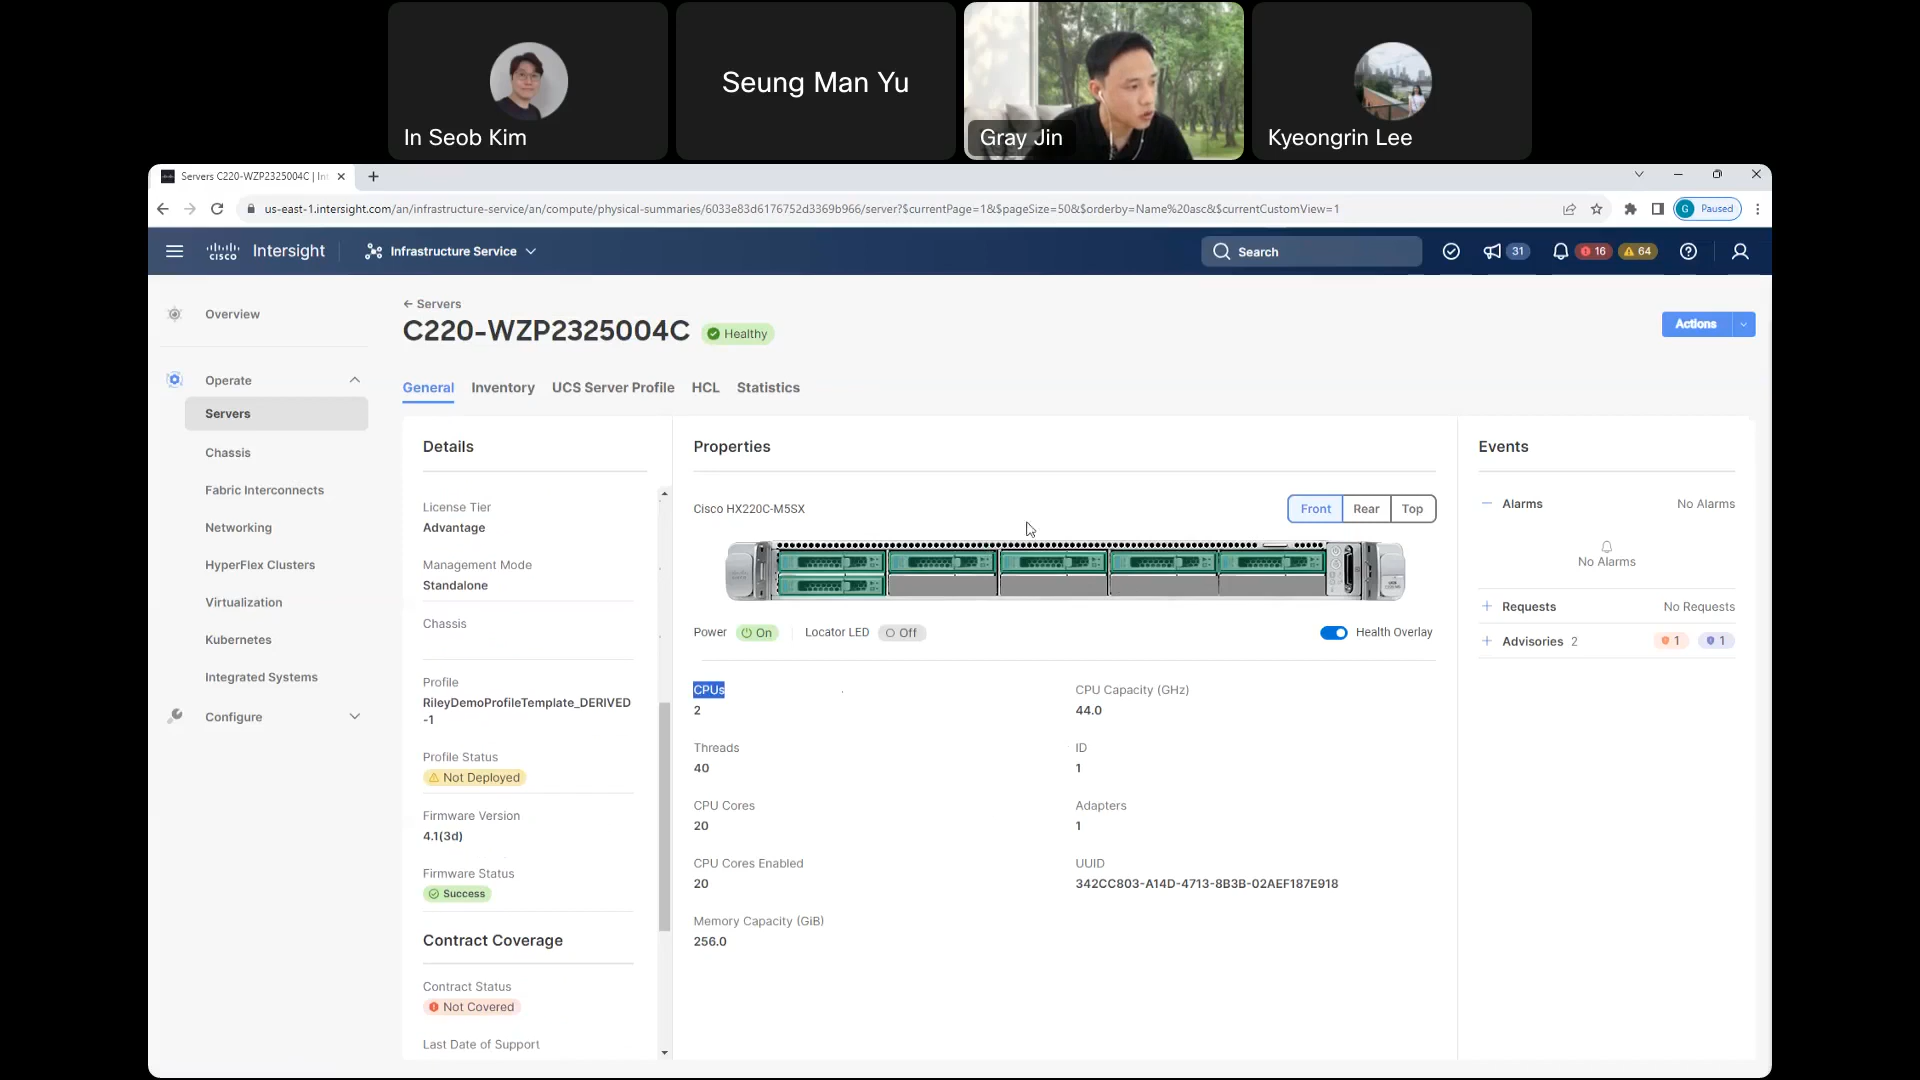 In Seob Kim
Seung Man Yu
Gray Jin
Kyeongrin Lee
Servers C220-WZP2325004C | Int
us-east-1.intersight.com/an/infrastructure-service/an/compute/physical-summaries/6033e83d6176752d3369b966/server?$currentPage=1&$pageSize=50&$orderby=Name%20asc&$currentCustomView=1
G Paused
CISCO Intersight
Infrastructure Service
Search
31
16
64
Overview
Operate
Servers
Chassis
Fabric Interconnects
Networking
HyperFlex Clusters
Virtualization
Kubernetes
Integrated Systems
Configure
← Servers
C220-WZP2325004C
Healthy
Actions
General Inventory UCS Server Profile HCL Statistics
Details
License Tier
Advantage
Management Mode
Standalone
Chassis
Profile
RileyDemoProfileTemplate_DERIVED
-1
Profile Status
Not Deployed
Firmware Version
4.1(3d)
Firmware Status
Success
Contract Coverage
Contract Status
Not Covered
Last Date of Support
Properties
Cisco HX220C-M5SX
Front Rear Top
Power On Locator LED Off
Health Overlay
CPUs
2
CPU Capacity (GHz)
44.0
Threads
40
ID
1
CPU Cores
20
Adapters
1
CPU Cores Enabled
20
UUID
342CC803-A14D-4713-8B3B-02AEF187E918
Memory Capacity (GiB)
256.0
Events
Alarms No Alarms
No Alarms
Requests No Requests
Advisories 2 1 1